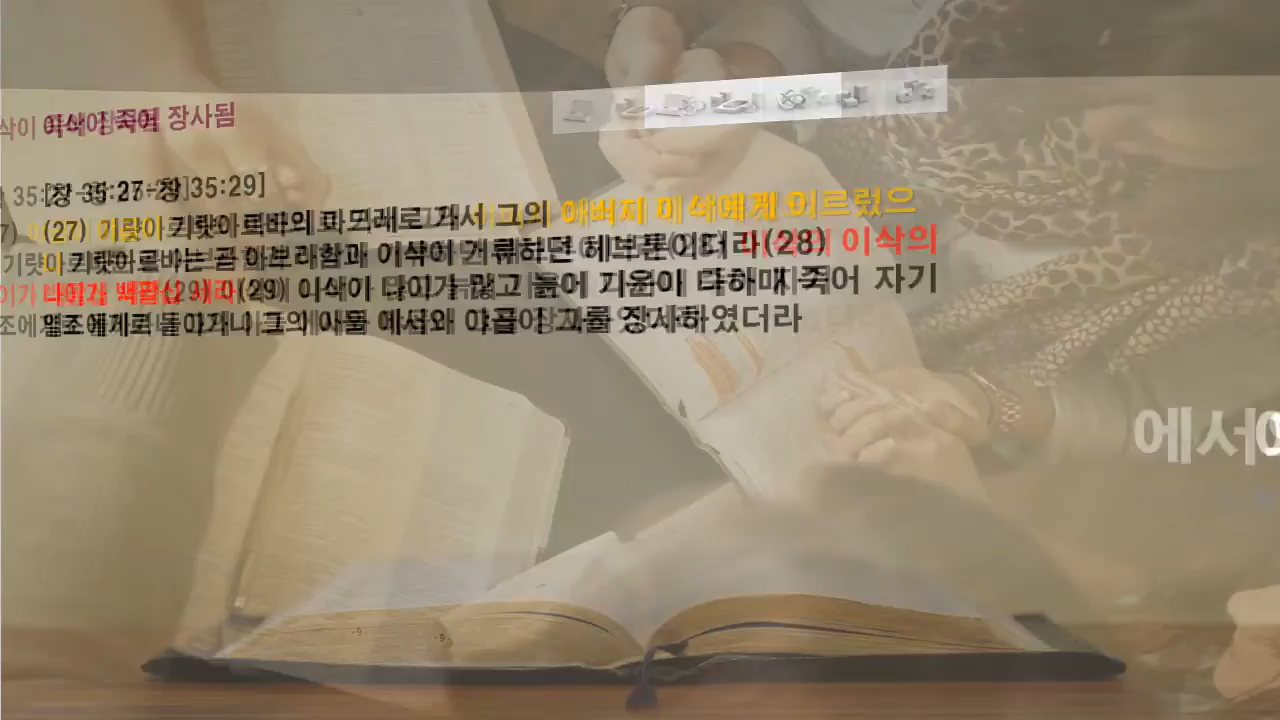 이삭이 죽어 장사됨
[창 35:27-창 35:29]
(27) 기럇아르바의 마므레로 가서 그의 아버지 이삭에게 이르렀으
기럇아르바는 곧 아브라함과 이삭이 거류하던 헤브론이더라(28) 이삭의
나이가 백팔십 세라(29) 이삭이 나이가 많고 늙어 기운이 다하매 죽어 자기
열조에게로 돌아가니 그의 아들 에서와 야곱이 그를 장사하였더라
에서